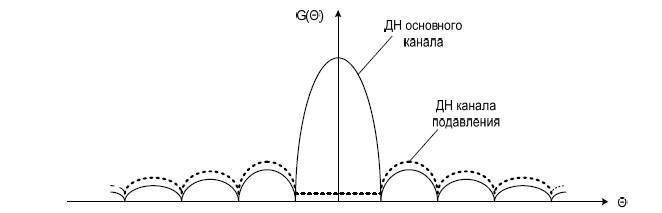 G(Θ)
ДН основного
канала
ДН канала
подавления
Θ